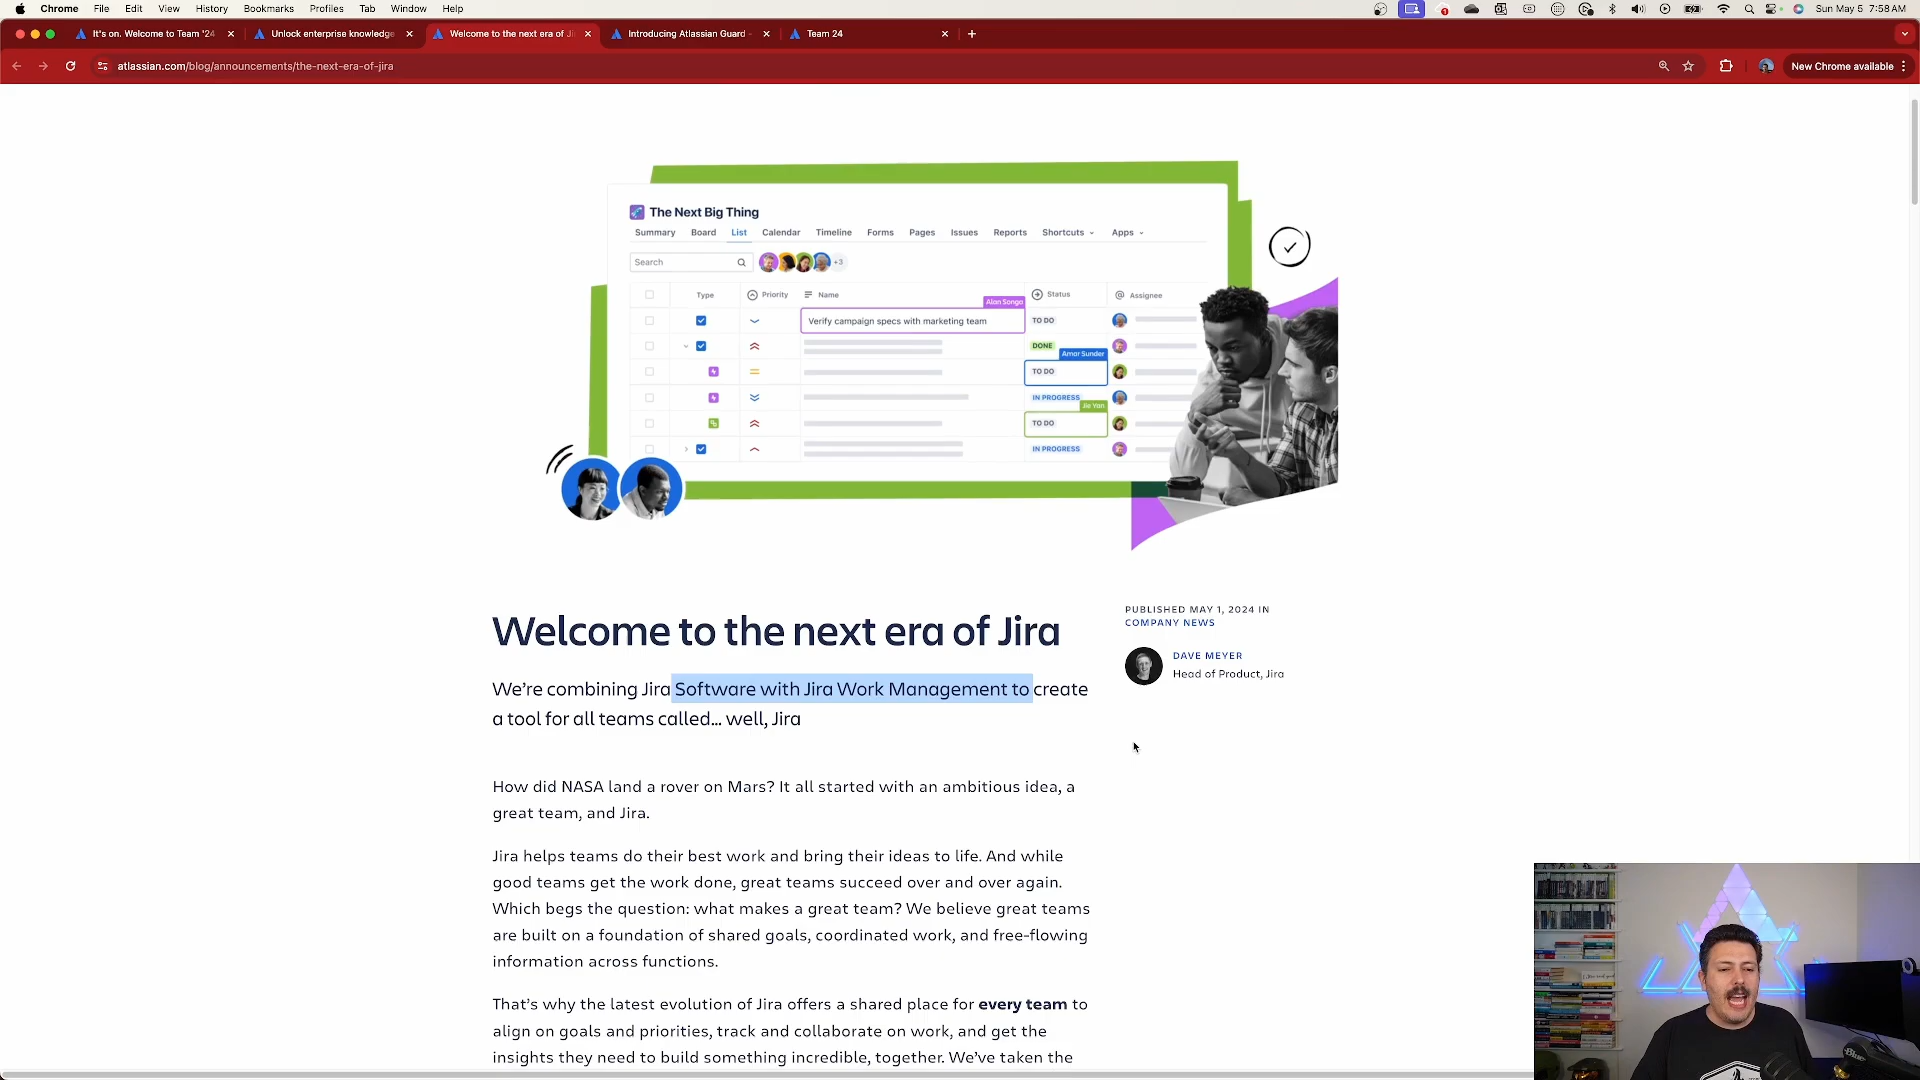 Chrome File Edit View History Bookmarks Profiles Tab Window Help
Sun May 5 7:58 AM
It's on. Welcome to Team '24
Unlock enterprise knowledge
Welcome to the next era of Ji
Introducing Atlassian Guard -
Team 24
atlassian.com/blog/announcements/the-next-era-of-jira
New Chrome available
The Next Big Thing
Summary Board List Calendar Timeline Forms Pages Issues Reports Shortcuts Apps
Search
+3
Type Priority Name Status Assignee
Alan Songo
Verify campaign specs with marketing team TO DO
DONE
Amar Sunder
TO DO
IN PROGRESS
Jie Yan
TO DO
IN PROGRESS
Welcome to the next era of Jira
We're combining Jira Software with Jira Work Management to create
a tool for all teams called... well, Jira
PUBLISHED MAY 1, 2024 IN
COMPANY NEWS
DAVE MEYER
Head of Product, Jira
How did NASA land a rover on Mars? It all started with an ambitious idea, a
great team, and Jira.
Jira helps teams do their best work and bring their ideas to life. And while
good teams get the work done, great teams succeed over and over again.
Which begs the question: what makes a great team? We believe great teams
are built on a foundation of shared goals, coordinated work, and free-flowing
information across functions.
That's why the latest evolution of Jira offers a shared place for every team to
align on goals and priorities, track and collaborate on work, and get the
insights they need to build something incredible, together. We've taken the
Blue